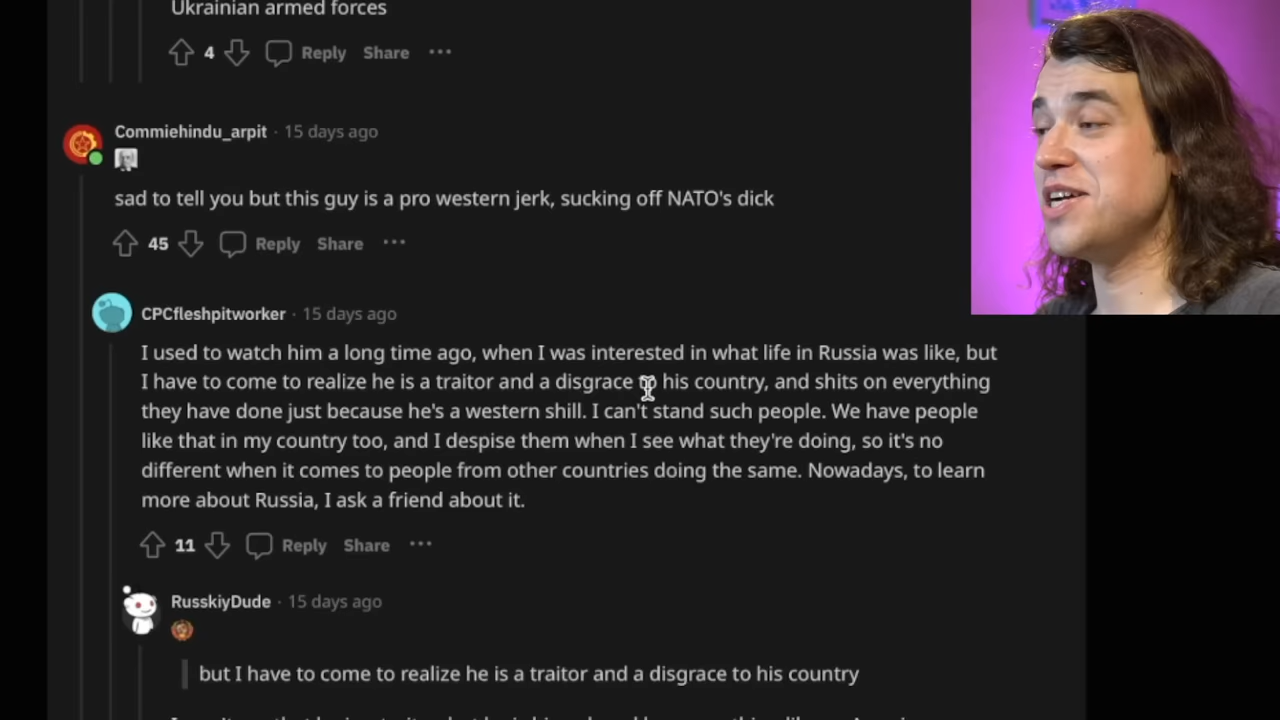 Ukrainian armed forces
4 Reply Share
Commiehindu_arpit · 15 days ago
sad to tell you but this guy is a pro western jerk, sucking off NATO's dick
45 Reply Share
CPCfleshpitworker · 15 days ago
I used to watch him a long time ago, when I was interested in what life in Russia was like, but
I have to come to realize he is a traitor and a disgrace to his country, and shits on everything
they have done just because he's a western shill. I can't stand such people. We have people
like that in my country too, and I despise them when I see what they're doing, so it's no
different when it comes to people from other countries doing the same. Nowadays, to learn
more about Russia, I ask a friend about it.
11 Reply Share
RusskiyDude · 15 days ago
but I have to come to realize he is a traitor and a disgrace to his country